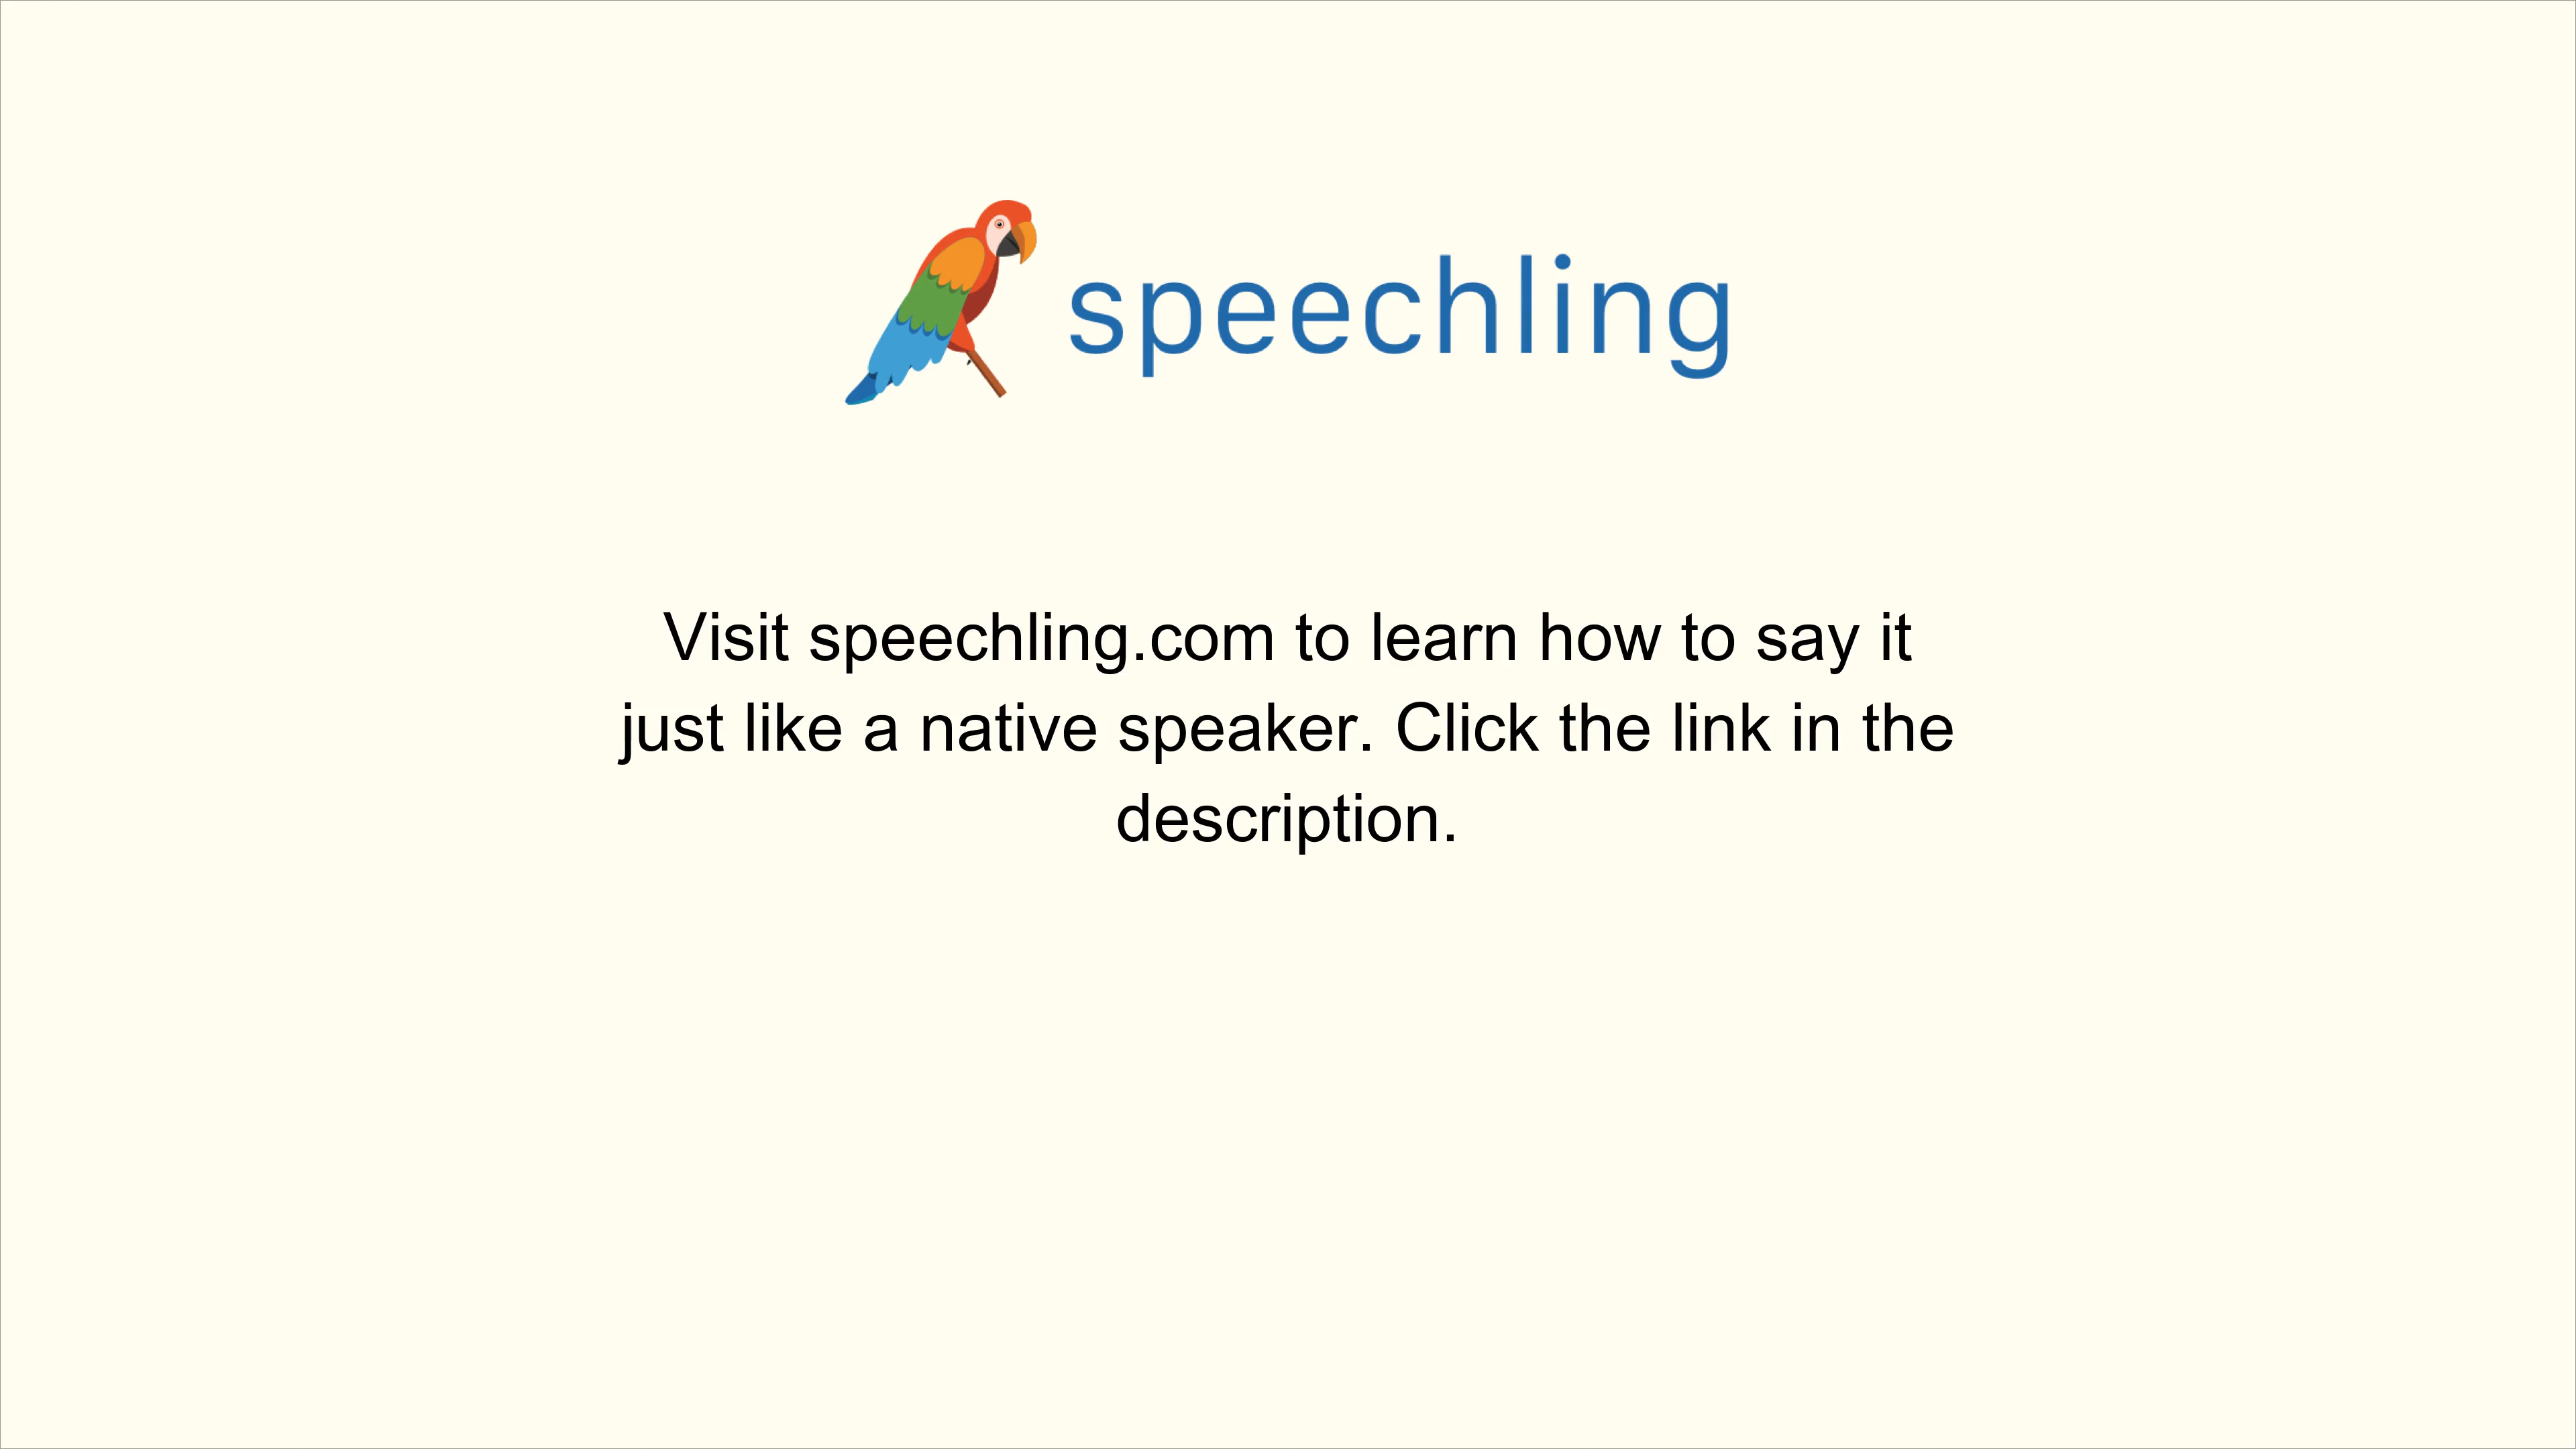 speechling
Visit speechling.com to learn how to say it
just like a native speaker. Click the link in the
description.